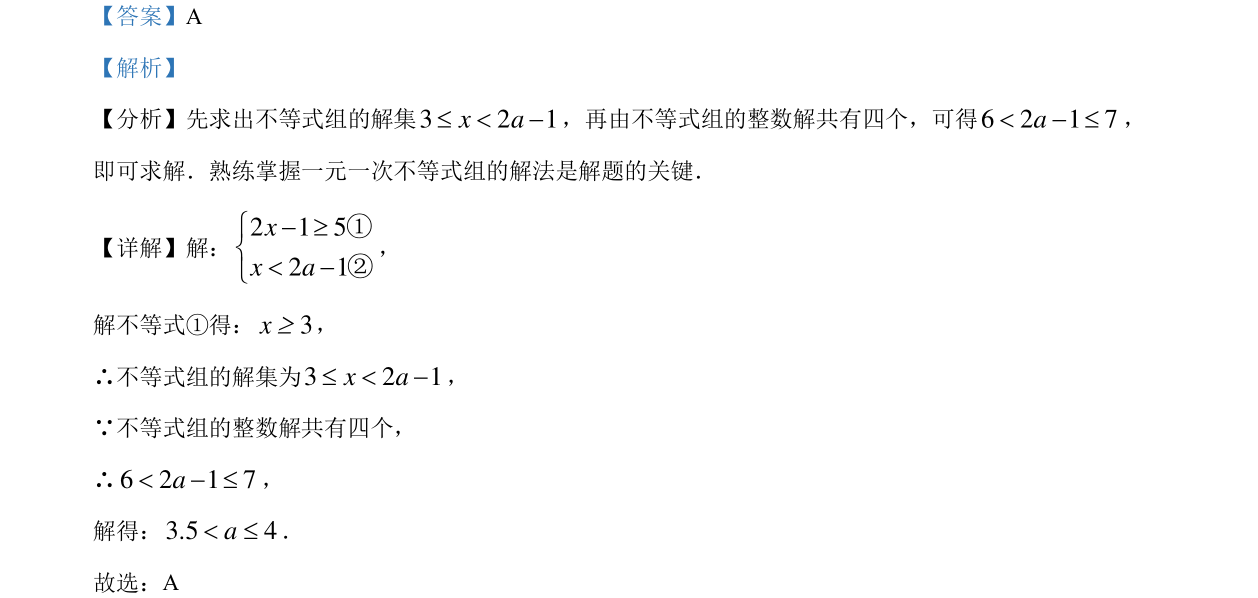 【答案】A
【解析】
【分析】先求出不等式组的解集3≤x<2a−1，再由不等式组的整数解共有四个，可得6<2a−1≤7，
即可求解．熟练掌握一元一次不等式组的解法是解题的关键．
【详解】解：{2x−1≥5①
x<2a−1②，
解不等式①得：x≥3，
∴不等式组的解集为3≤x<2a−1，
∵不等式组的整数解共有四个，
∴6<2a−1≤7，
解得：3.5<a≤4．
故选：A